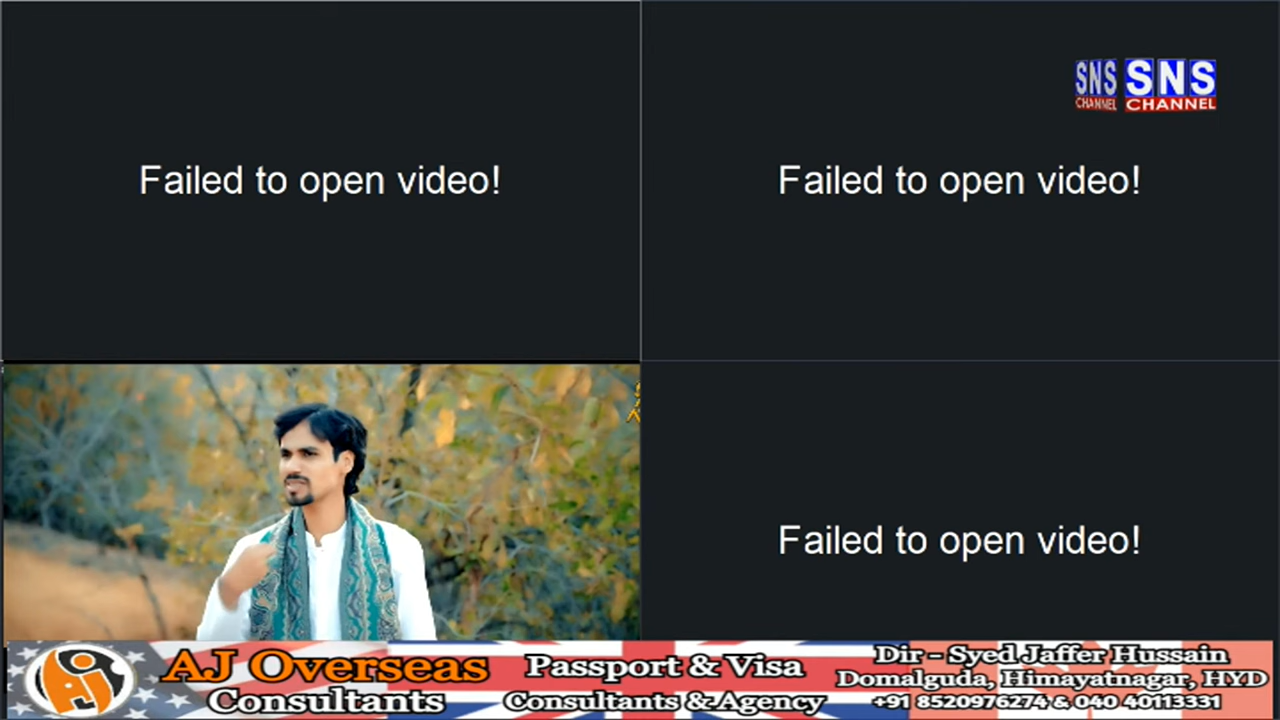 SNS SNS
CHANNEL CHANNEL
Failed to open video!
Failed to open video!
Failed to open video!
AJ Overseas
Consultants
Passport & Visa
Consultants & Agency
Dir - Syed Jaffer Hussain
Domalguda, Himayatnagar, HYD
+91 8520976274 & 040 40113331